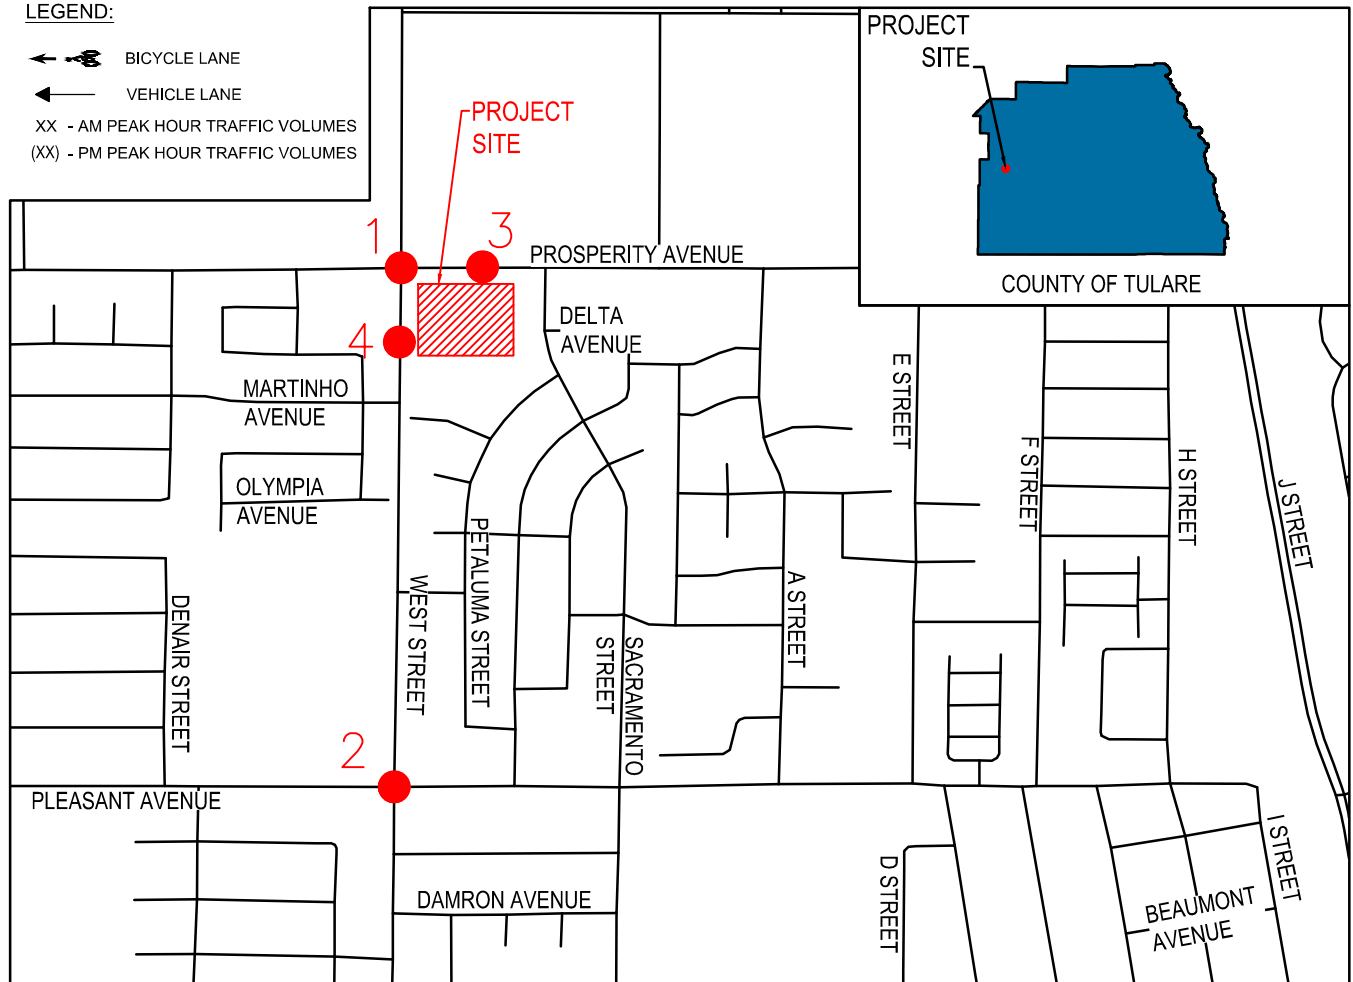 LEGEND:
BICYCLE LANE
VEHICLE LANE
XX - AM PEAK HOUR TRAFFIC VOLUMES
(XX) - PM PEAK HOUR TRAFFIC VOLUMES
PROJECT
SITE
PROJECT
SITE
COUNTY OF TULARE
1
3
PROSPERITY AVENUE
4
DELTA
AVENUE
MARTINHO
AVENUE
OLYMPIA
AVENUE
E STREET
F STREET
H STREET
J STREET
PETALUMA STREET
WEST STREET
DENAIR STREET
A STREET
SACRAMENTO
STREET
2
PLEASANT AVENUE
DAMRON AVENUE
D STREET
I STREET
BEAUMONT
AVENUE